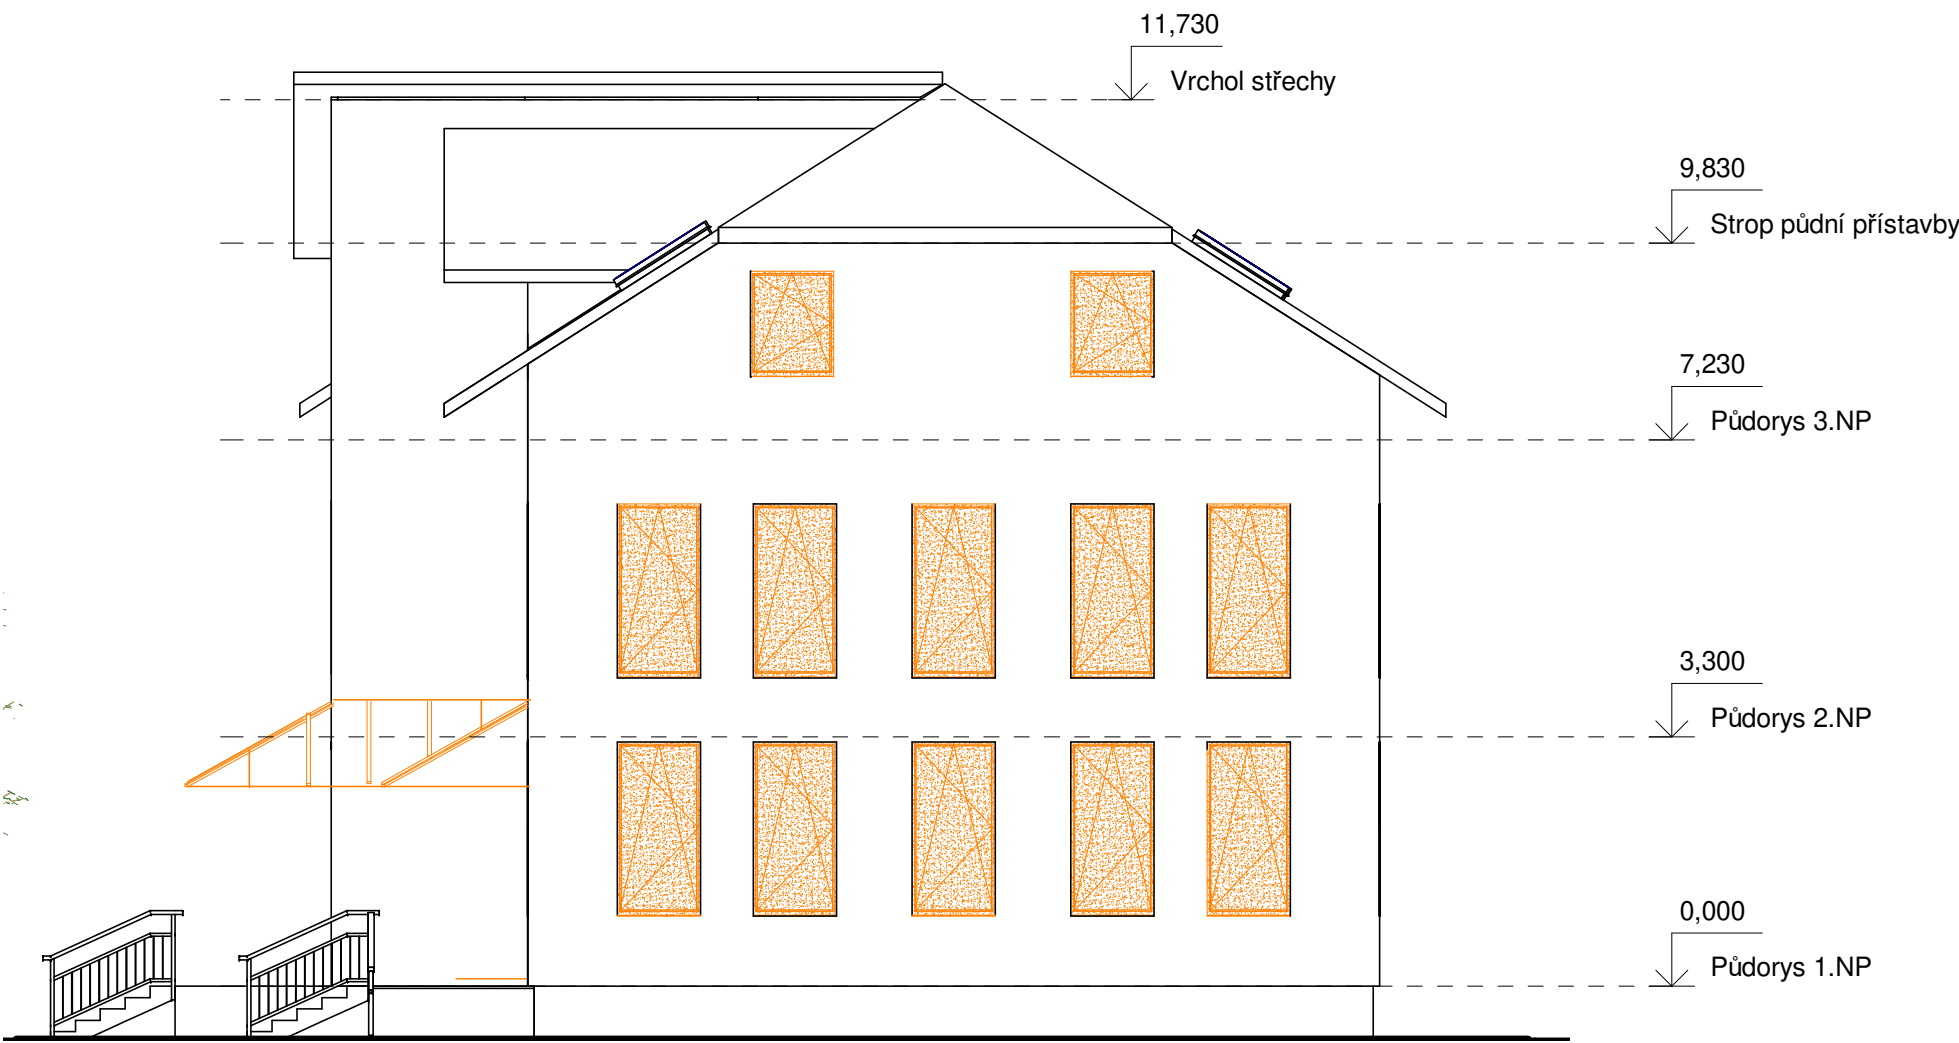 11,730
Vrchol střechy
9,830
Strop půdní přístavby
7,230
Půdorys 3.NP
3,300
Půdorys 2.NP
0,000
Půdorys 1.NP